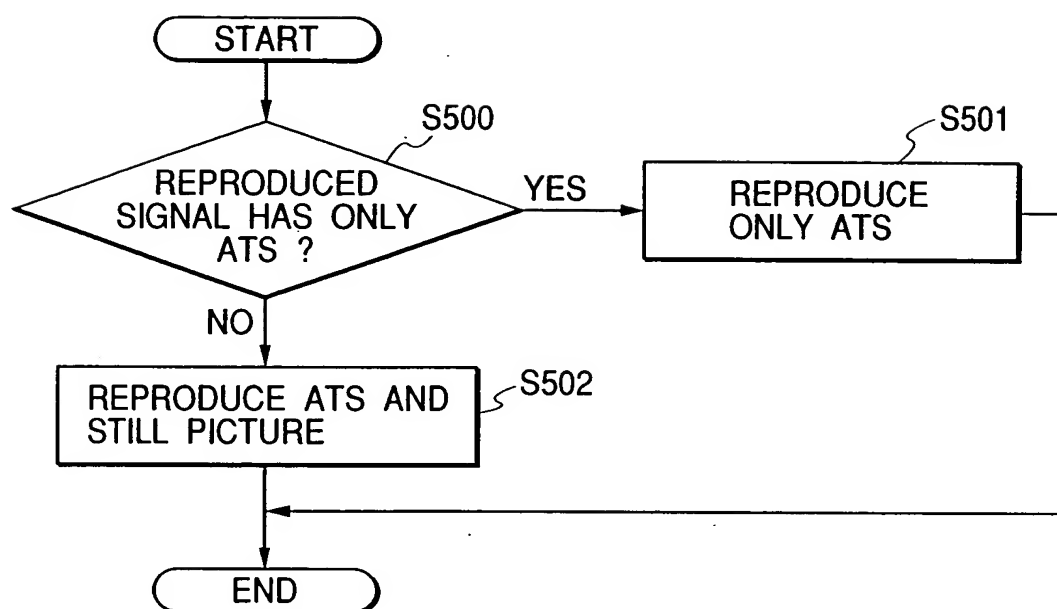 START
S500
REPRODUCED
SIGNAL HAS ONLY
ATS ?
YES
S501
REPRODUCE
ONLY ATS
NO
S502
REPRODUCE ATS AND
STILL PICTURE
END